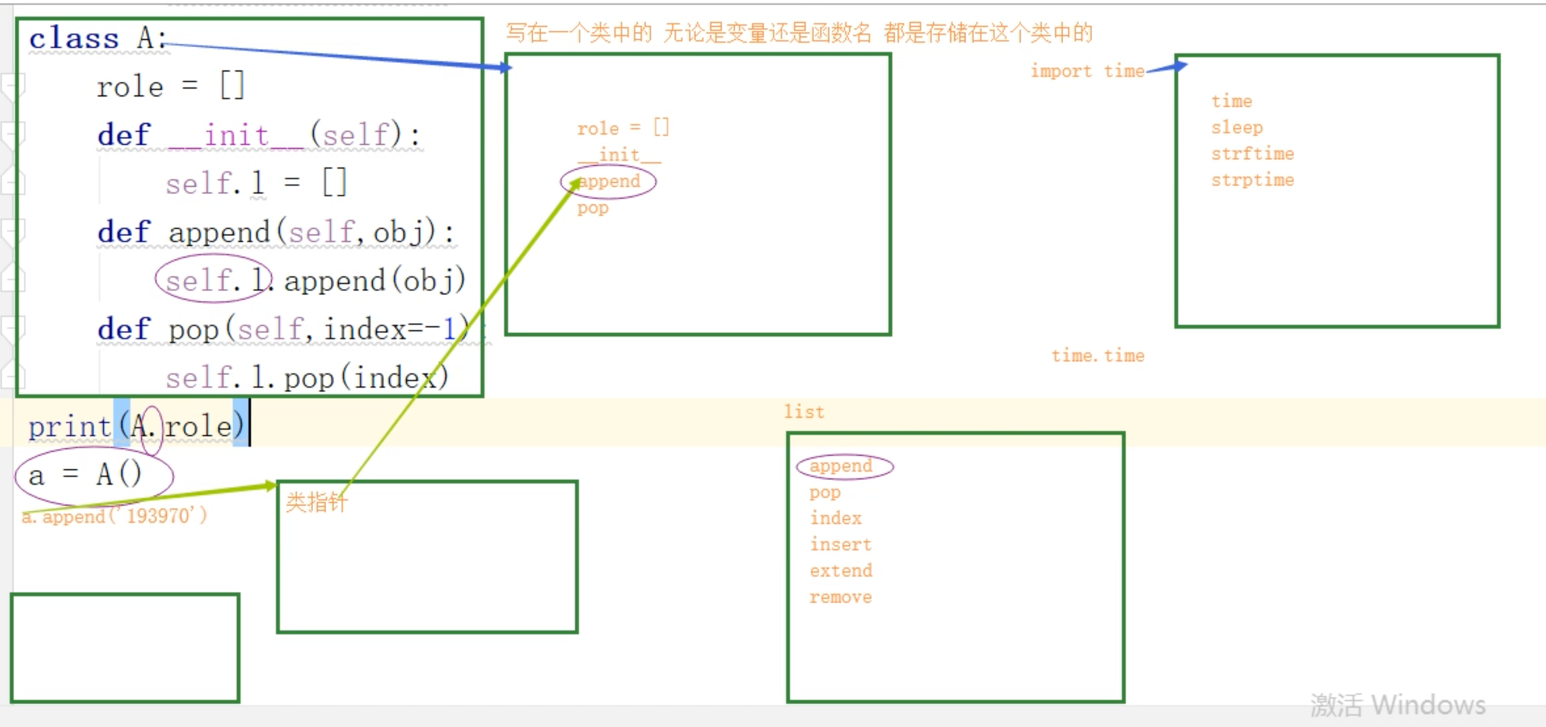 class A:
role = []
def __init__(self):
self.l = []
def append(self,obj):
self.l.append(obj)
def pop(self,index=-1):
self.l.pop(index)
print(A.role)
a = A()
a.append('193970')
类指针
写在一个类中的 无论是变量还是函数名 都是存储在这个类中的
role = []
__init__
append
pop
import time
time
sleep
strftime
strptime
time.time
list
append
pop
index
insert
extend
remove
激活 Windows